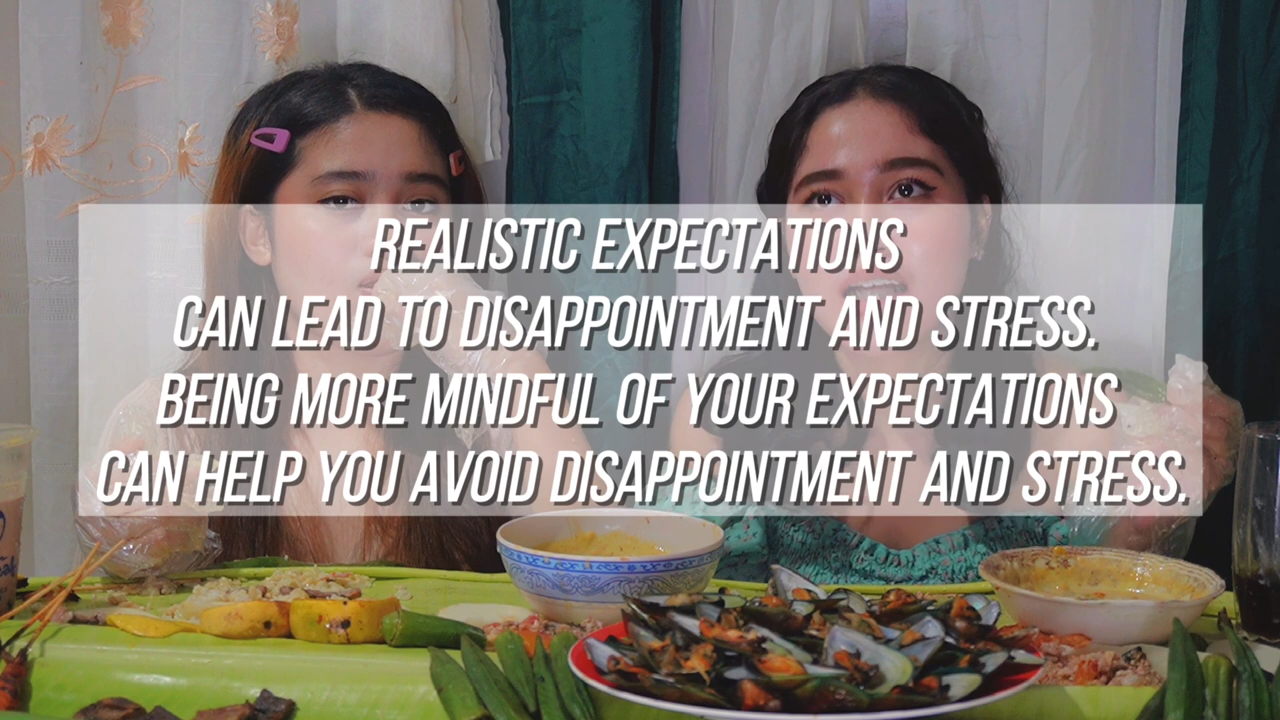 REALISTIC EXPECTATIONS
CAN LEAD TO DISAPPOINTMENT AND STRESS.
BEING MORE MINDFUL OF YOUR EXPECTATIONS
CAN HELP YOU AVOID DISAPPOINTMENT AND STRESS.